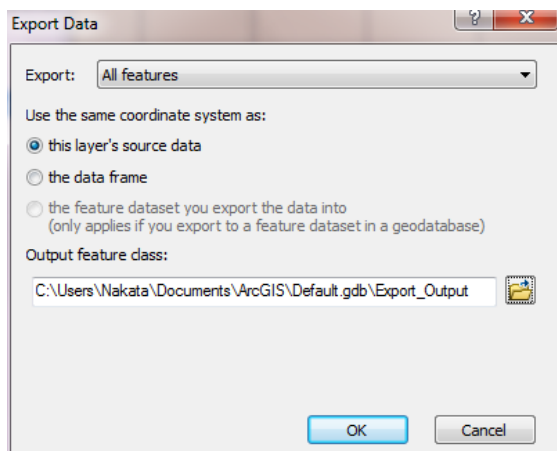 Export Data
Export: All features
Use the same coordinate system as:
this layer's source data
the data frame
the feature dataset you export the data into
(only applies if you export to a feature dataset in a geodatabase)
Output feature class:
C:\Users\Nakata\Documents\ArcGIS\Default.gdb\Export_Output
OK Cancel